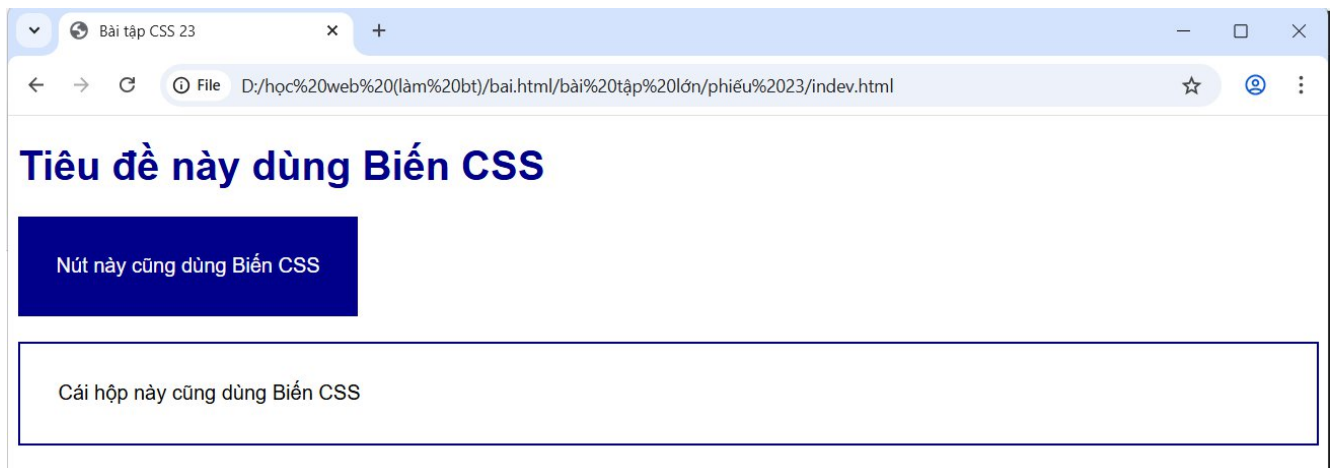 Bài tập CSS 23
File D:/học%20web%20(làm%20bt)/bai.html/bài%20tập%20lớn/phiếu%2023/indev.html
Tiêu đề này dùng Biến CSS
Nút này cũng dùng Biến CSS
Cái hộp này cũng dùng Biến CSS